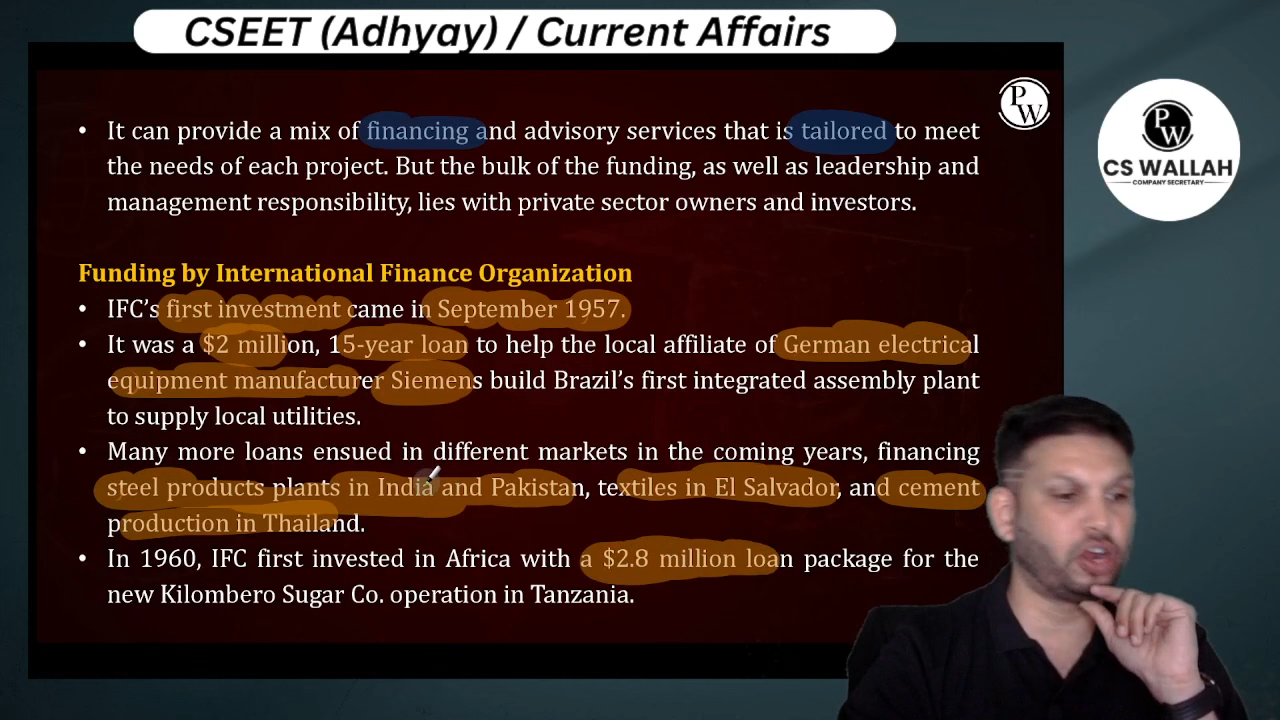 CSEET (Adhyay) / Current Affairs
PW
PW
CS WALLAH
COMPANY SECRETARY
• It can provide a mix of financing and advisory services that is tailored to meet
the needs of each project. But the bulk of the funding, as well as leadership and
management responsibility, lies with private sector owners and investors.
Funding by International Finance Organization
• IFC's first investment came in September 1957.
• It was a $2 million, 15-year loan to help the local affiliate of German electrical
equipment manufacturer Siemens build Brazil's first integrated assembly plant
to supply local utilities.
• Many more loans ensued in different markets in the coming years, financing
steel products plants in India and Pakistan, textiles in El Salvador, and cement
production in Thailand.
• In 1960, IFC first invested in Africa with a $2.8 million loan package for the
new Kilombero Sugar Co. operation in Tanzania.